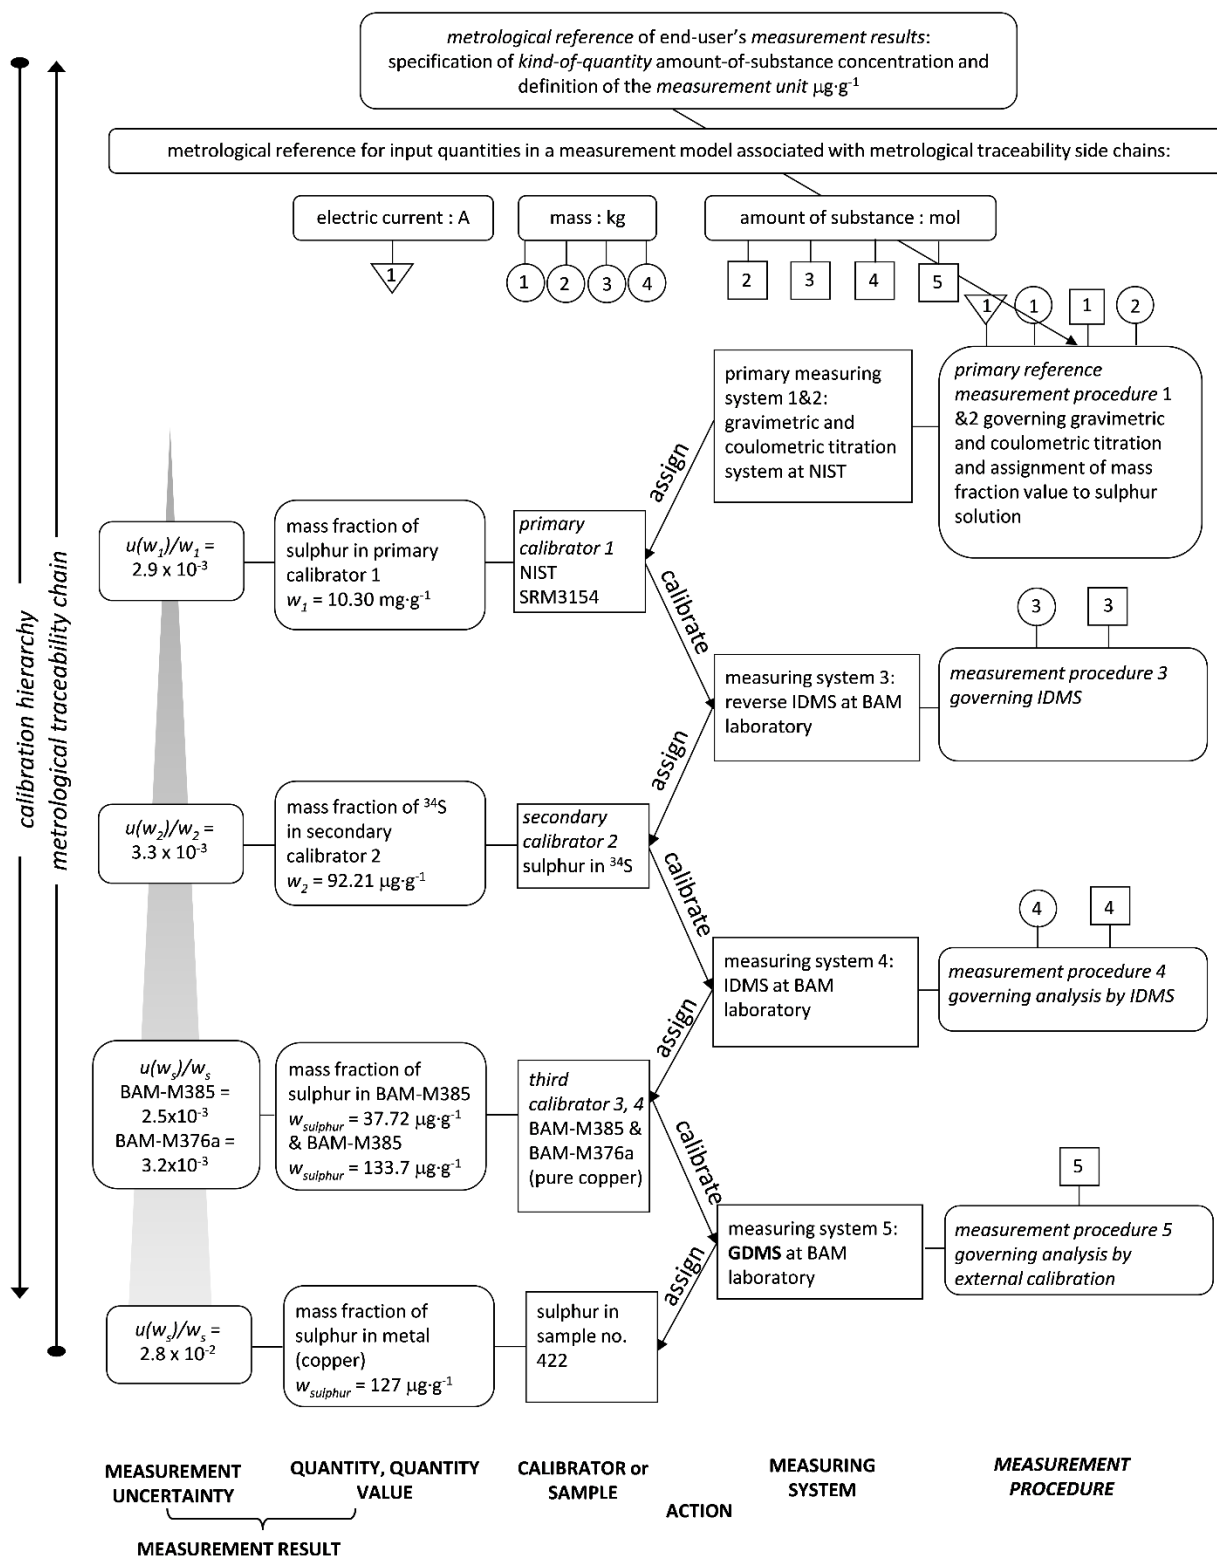 metrological reference of end-user's measurement results:
specification of kind-of-quantity amount-of-substance concentration and
definition of the measurement unit µg·g⁻¹
metrological reference for input quantities in a measurement model associated with metrological traceability side chains:
electric current : A
mass : kg
amount of substance : mol
1
1
2
3
4
2
3
4
5
1
1
1
2
calibration hierarchy
metrological traceability chain
primary measuring
system 1&2:
gravimetric and
coulometric titration
system at NIST
primary reference
measurement procedure 1
&2 governing gravimetric
and coulometric titration
and assignment of mass
fraction value to sulphur
solution
assign
u(w₁)/w₁ =
2.9 x 10⁻³
mass fraction of
sulphur in primary
calibrator 1
w₁ = 10.30 mg·g⁻¹
primary
calibrator 1
NIST
SRM3154
calibrate
3
3
measuring system 3:
reverse IDMS at BAM
laboratory
measurement procedure 3
governing IDMS
assign
u(w₂)/w₂ =
3.3 x 10⁻³
mass fraction of ³⁴S
in secondary
calibrator 2
w₂ = 92.21 µg·g⁻¹
secondary
calibrator 2
sulphur in ³⁴S
calibrate
4
4
measuring system 4:
IDMS at BAM
laboratory
measurement procedure 4
governing analysis by IDMS
assign
u(wₛ)/wₛ
BAM-M385 =
2.5x10⁻³
BAM-M376a =
3.2x10⁻³
mass fraction of
sulphur in BAM-M385
w_sulphur = 37.72 µg·g⁻¹
& BAM-M385
w_sulphur = 133.7 µg·g⁻¹
third
calibrator 3, 4
BAM-M385 &
BAM-M376a
(pure copper)
calibrate
5
measuring system 5:
GDMS at BAM
laboratory
measurement procedure 5
governing analysis by
external calibration
assign
u(wₛ)/wₛ =
2.8 x 10⁻²
mass fraction of
sulphur in metal
(copper)
w_sulphur = 127 µg·g⁻¹
sulphur in
sample no.
422
MEASUREMENT
UNCERTAINTY
QUANTITY, QUANTITY
VALUE
CALIBRATOR or
SAMPLE
ACTION
MEASURING
SYSTEM
MEASUREMENT
PROCEDURE
MEASUREMENT RESULT